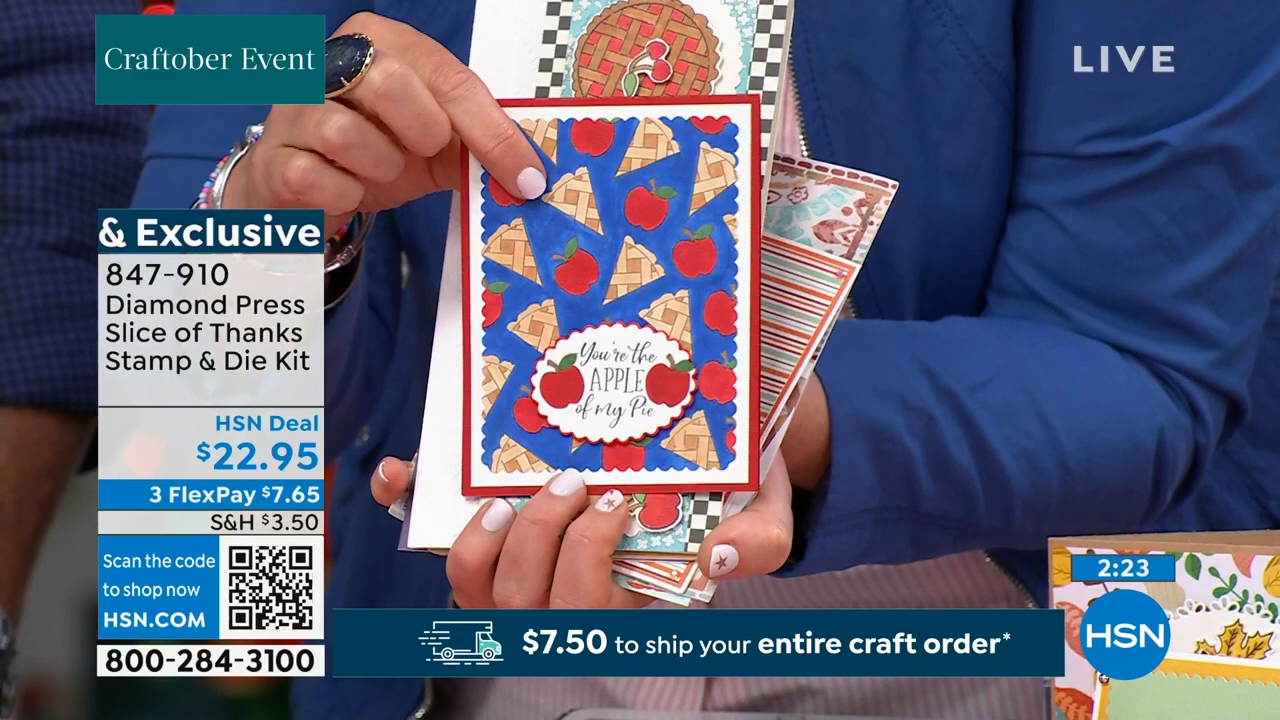 Craftober Event
LIVE
& Exclusive
847-910
Diamond Press
Slice of Thanks
Stamp & Die Kit
HSN Deal
$22.95
3 FlexPay $7.65
S&H $3.50
Scan the code
to shop now
HSN.COM
800-284-3100
You're the
APPLE
of my Pie
$7.50 to ship your entire craft order*
2:23
HSN